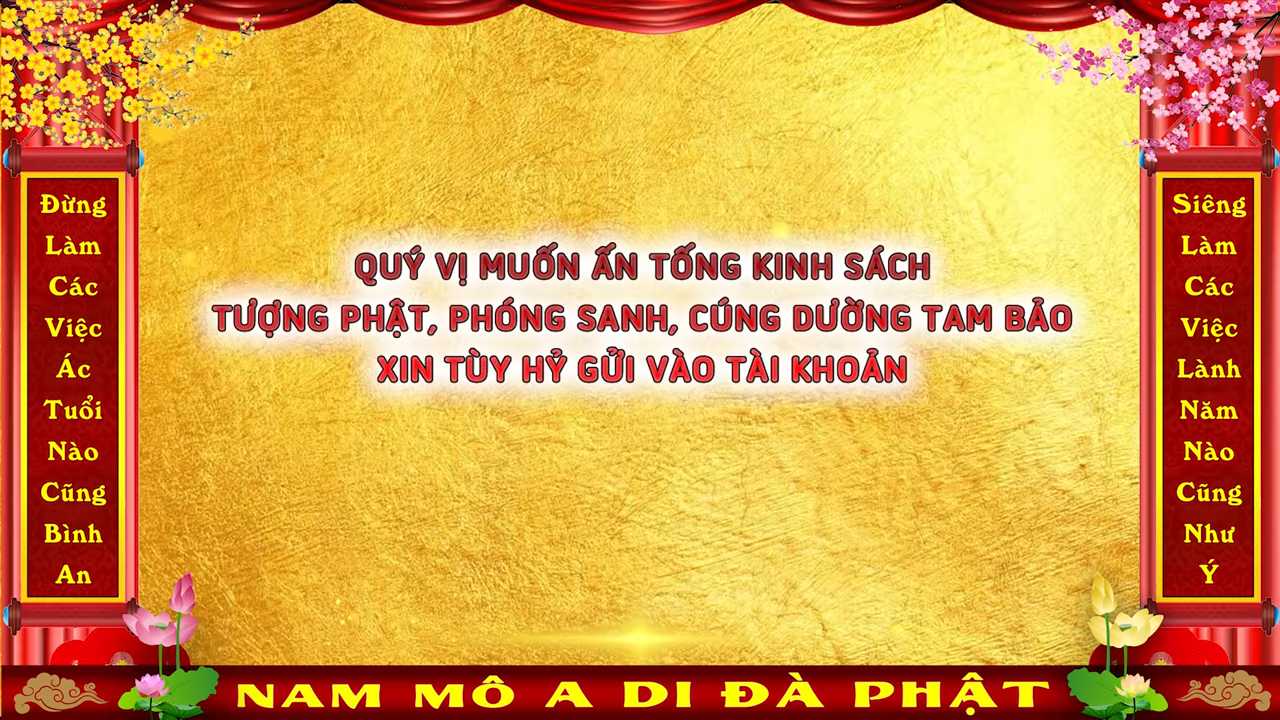 Đừng
Làm
Các
Việc
Ác
Tuổi
Nào
Cũng
Bình
An
QUÝ VỊ MUỐN ẤN TỐNG KINH SÁCH
TƯỢNG PHẬT, PHÓNG SANH, CÚNG DƯỜNG TAM BẢO
XIN TÙY HỶ GỬI VÀO TÀI KHOẢN
Siêng
Làm
Các
Việc
Lành
Năm
Nào
Cũng
Như
Ý
NAM MÔ A DI ĐÀ PHẬT